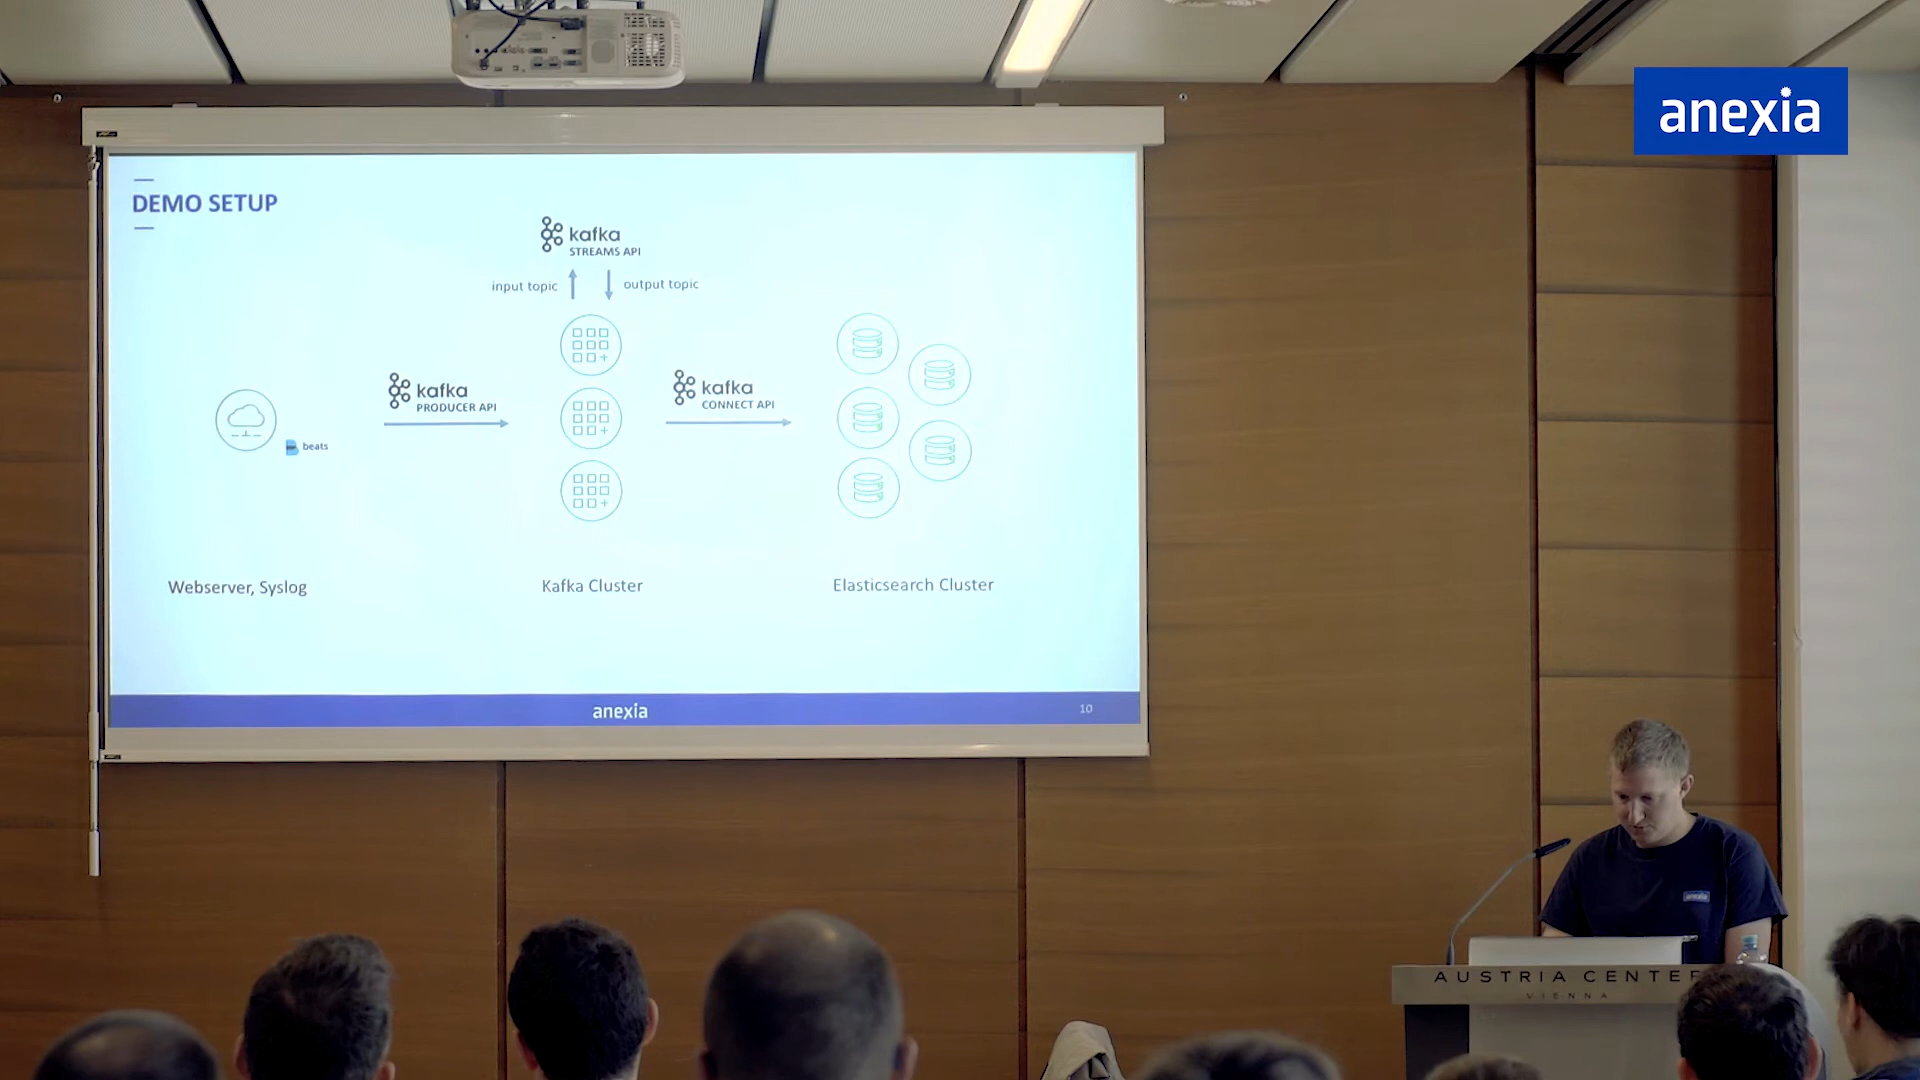 anexia
DEMO SETUP
kafka
STREAMS API
input topic
output topic
kafka
PRODUCER API
kafka
CONNECT API
beats
Webserver, Syslog
Kafka Cluster
Elasticsearch Cluster
anexia
10
anexia
AUSTRIA CENTER
VIENNA